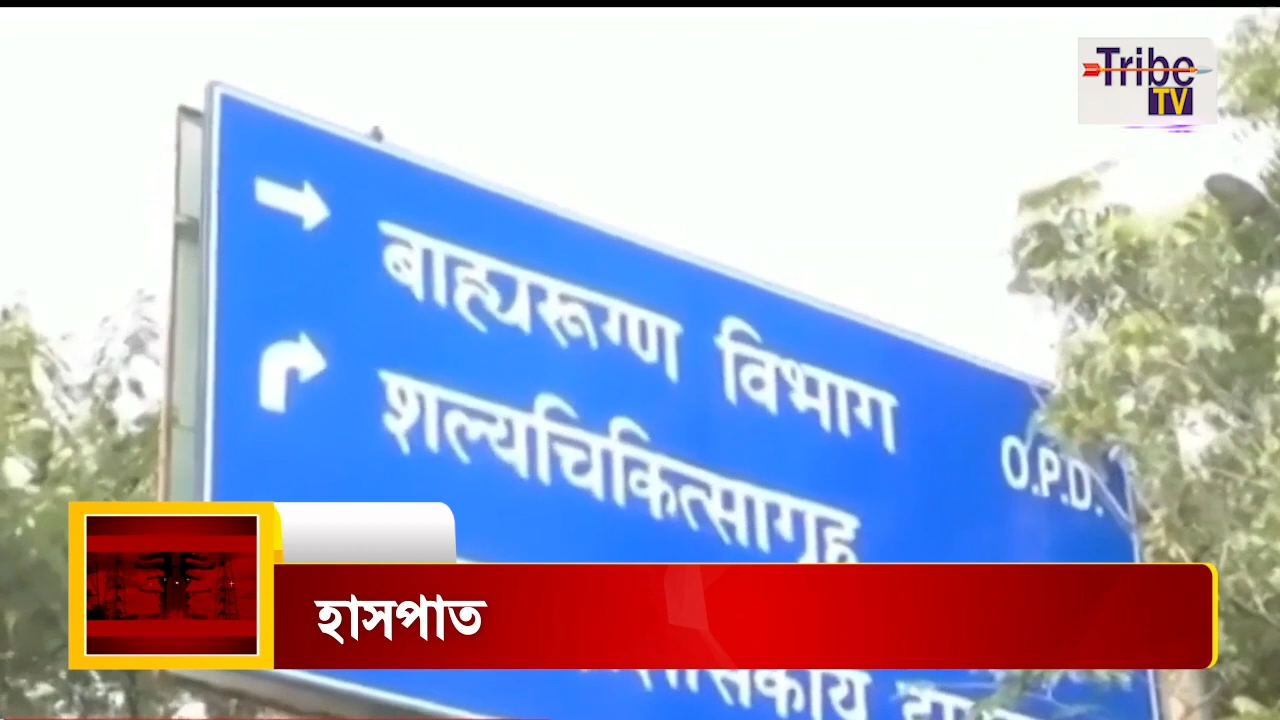 Tribe
TV
बाह्यरूग्ण विभाग
O.P.D.
शल्यचिकित्सागृह
হাসপাত